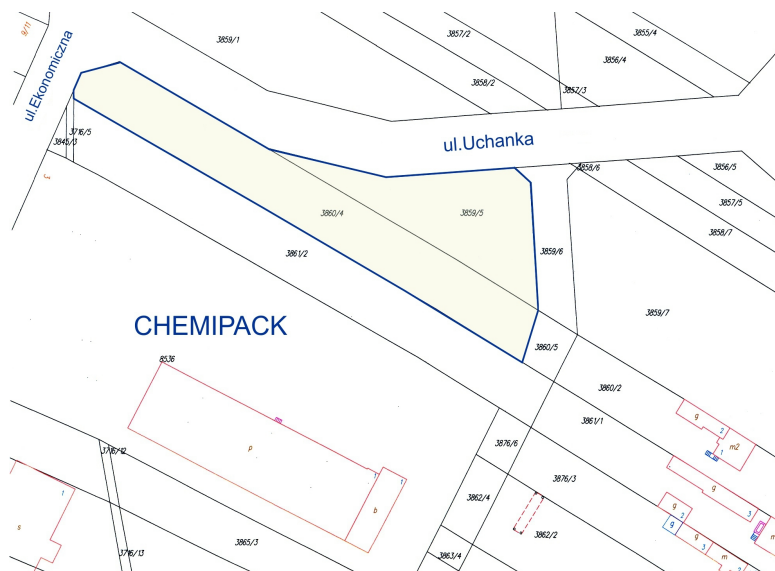 9/11
ul.Ekonomiczna
3859/1
3857/2
3855/4
3856/4
3858/2
3857/3
3716/5
3845/3
ul.Uchanka
3858/6
3856/5
3857/5
3858/7
3860/4
3859/5
3859/6
3861/2
3859/7
CHEMIPACK
3860/5
8536
3860/2
3861/1
g
2
m2
1
3876/6
3716/12
p
1
1
g
3876/3
1
3862/4
b
g
2
3
s
g
g
3
m
m
3865/3
3862/2
3716/13
3863/4